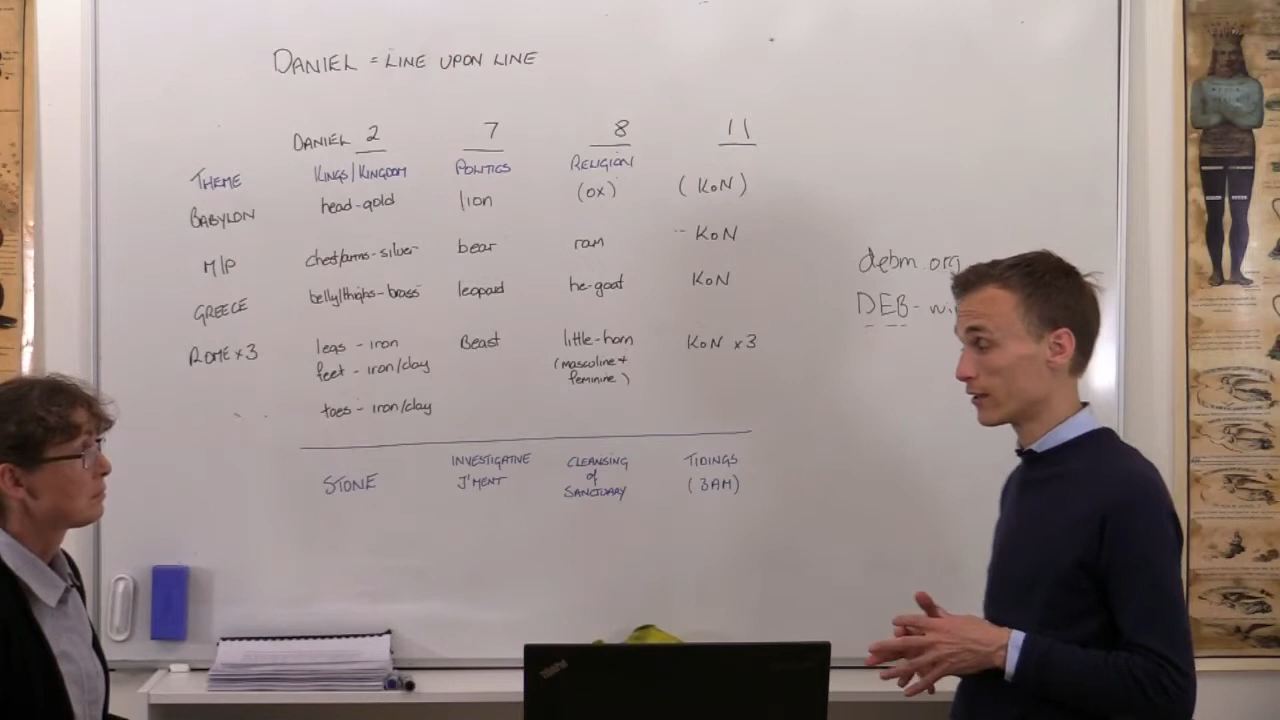 DANIEL = LINE UPON LINE
DANIEL 2 7 8 11
THEME KINGS/KINGDOM POLITICS RELIGION
BABYLON head-gold lion (ox) (KoN)
M/P chest/arms-silver bear ram KoN
GREECE belly/thighs-brass leopard he-goat KoN
ROME x 3 legs - iron Beast little-horn KoN x3
feet - iron/clay (masculine +
feminine)
toes - iron/clay
STONE INVESTIGATIVE CLEANSING TIDINGS
J'MENT of (3AM)
SANCTUARY
debm.org
DEB-
ThinkPad